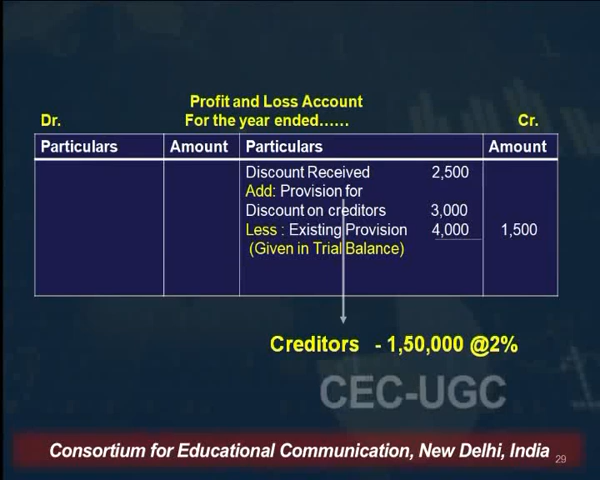 Profit and Loss Account
Dr. For the year ended...... Cr.
Particulars Amount Particulars Amount
Discount Received 2,500
Add: Provision for
Discount on creditors 3,000
Less : Existing Provision 4,000 1,500
(Given in Trial Balance)
Creditors - 1,50,000 @2%
CEC-UGC
Consortium for Educational Communication, New Delhi, India 29